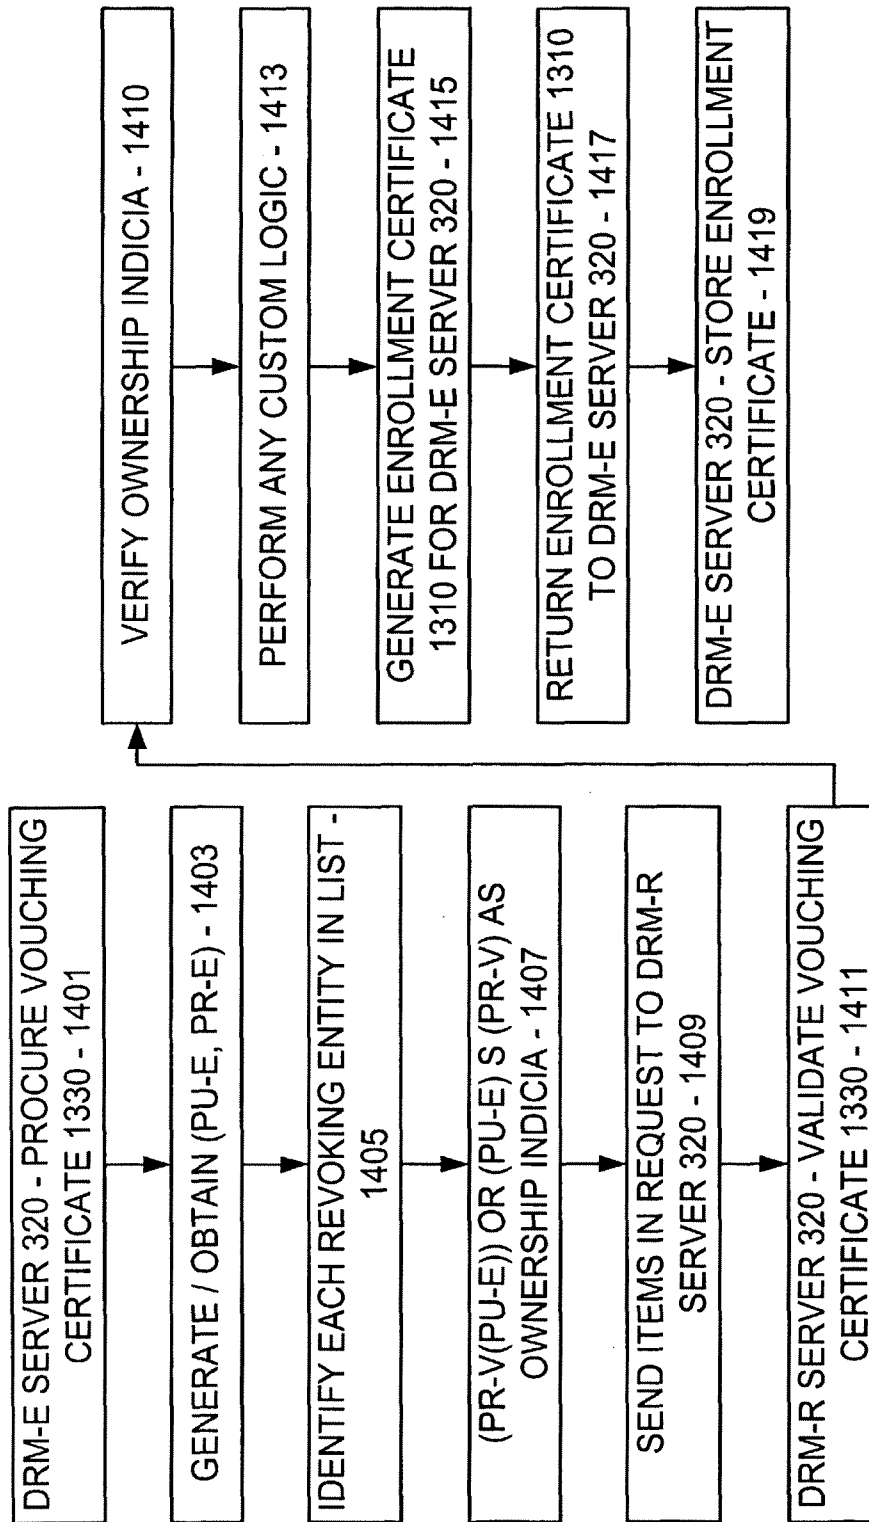 DRM-E SERVER 320 - PROCURE VOUCHING
CERTIFICATE 1330 - 1401
GENERATE / OBTAIN (PU-E, PR-E) - 1403
IDENTIFY EACH REVOKING ENTITY IN LIST -
1405
(PR-V(PU-E)) OR (PU-E) S (PR-V) AS
OWNERSHIP INDICIA - 1407
SEND ITEMS IN REQUEST TO DRM-R
SERVER 320 - 1409
DRM-R SERVER 320 - VALIDATE VOUCHING
CERTIFICATE 1330 - 1411
VERIFY OWNERSHIP INDICIA - 1410
PERFORM ANY CUSTOM LOGIC - 1413
GENERATE ENROLLMENT CERTIFICATE
1310 FOR DRM-E SERVER 320 - 1415
RETURN ENROLLMENT CERTIFICATE 1310
TO DRM-E SERVER 320 - 1417
DRM-E SERVER 320 - STORE ENROLLMENT
CERTIFICATE - 1419